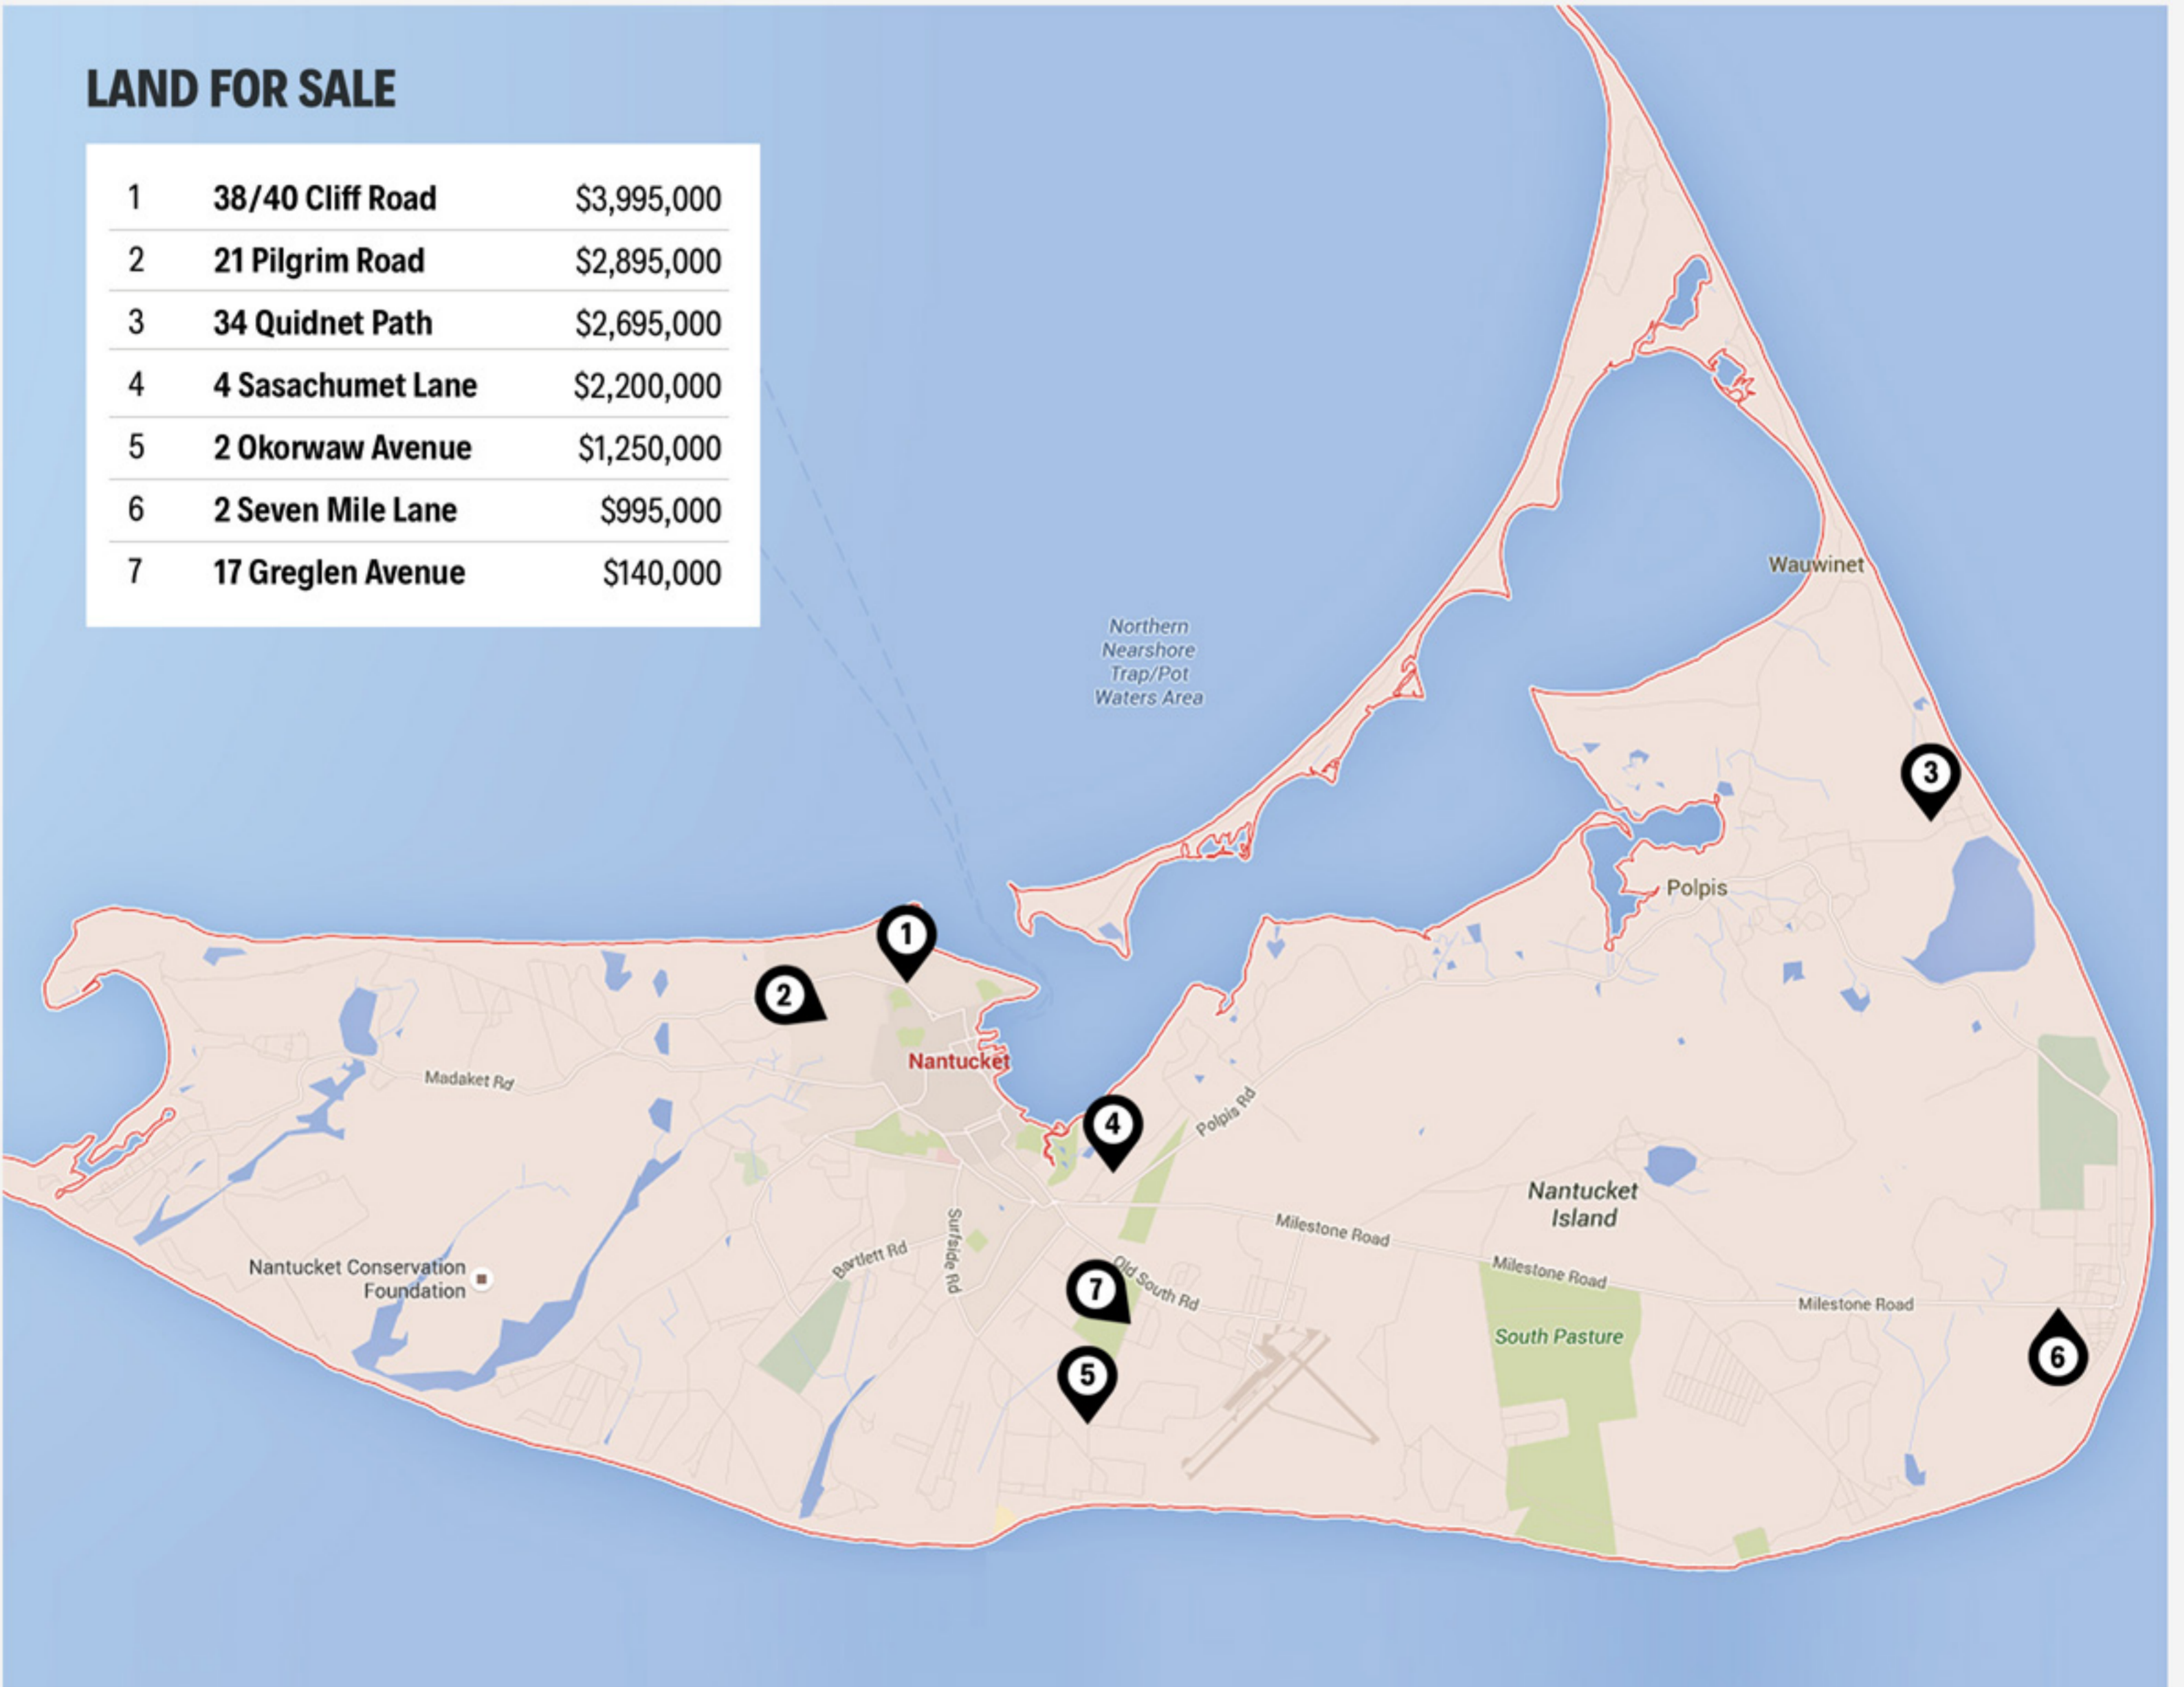 LAND FOR SALE
1 38/40 Cliff Road $3,995,000
2 21 Pilgrim Road $2,895,000
3 34 Quidnet Path $2,695,000
4 4 Sasachumet Lane $2,200,000
5 2 Okorwaw Avenue $1,250,000
6 2 Seven Mile Lane $995,000
7 17 Greglen Avenue $140,000
Wauwinet
Northern
Nearshore
Trap/Pot
Waters Area
3
Polpis
1
2
Nantucket
Madaket Rd
4
Polpis Rd
Nantucket
Island
Milestone Road
Surfside Rd
Bartlett Rd
Nantucket Conservation
Foundation
Old South Rd
7
Milestone Road
Milestone Road
South Pasture
5
6